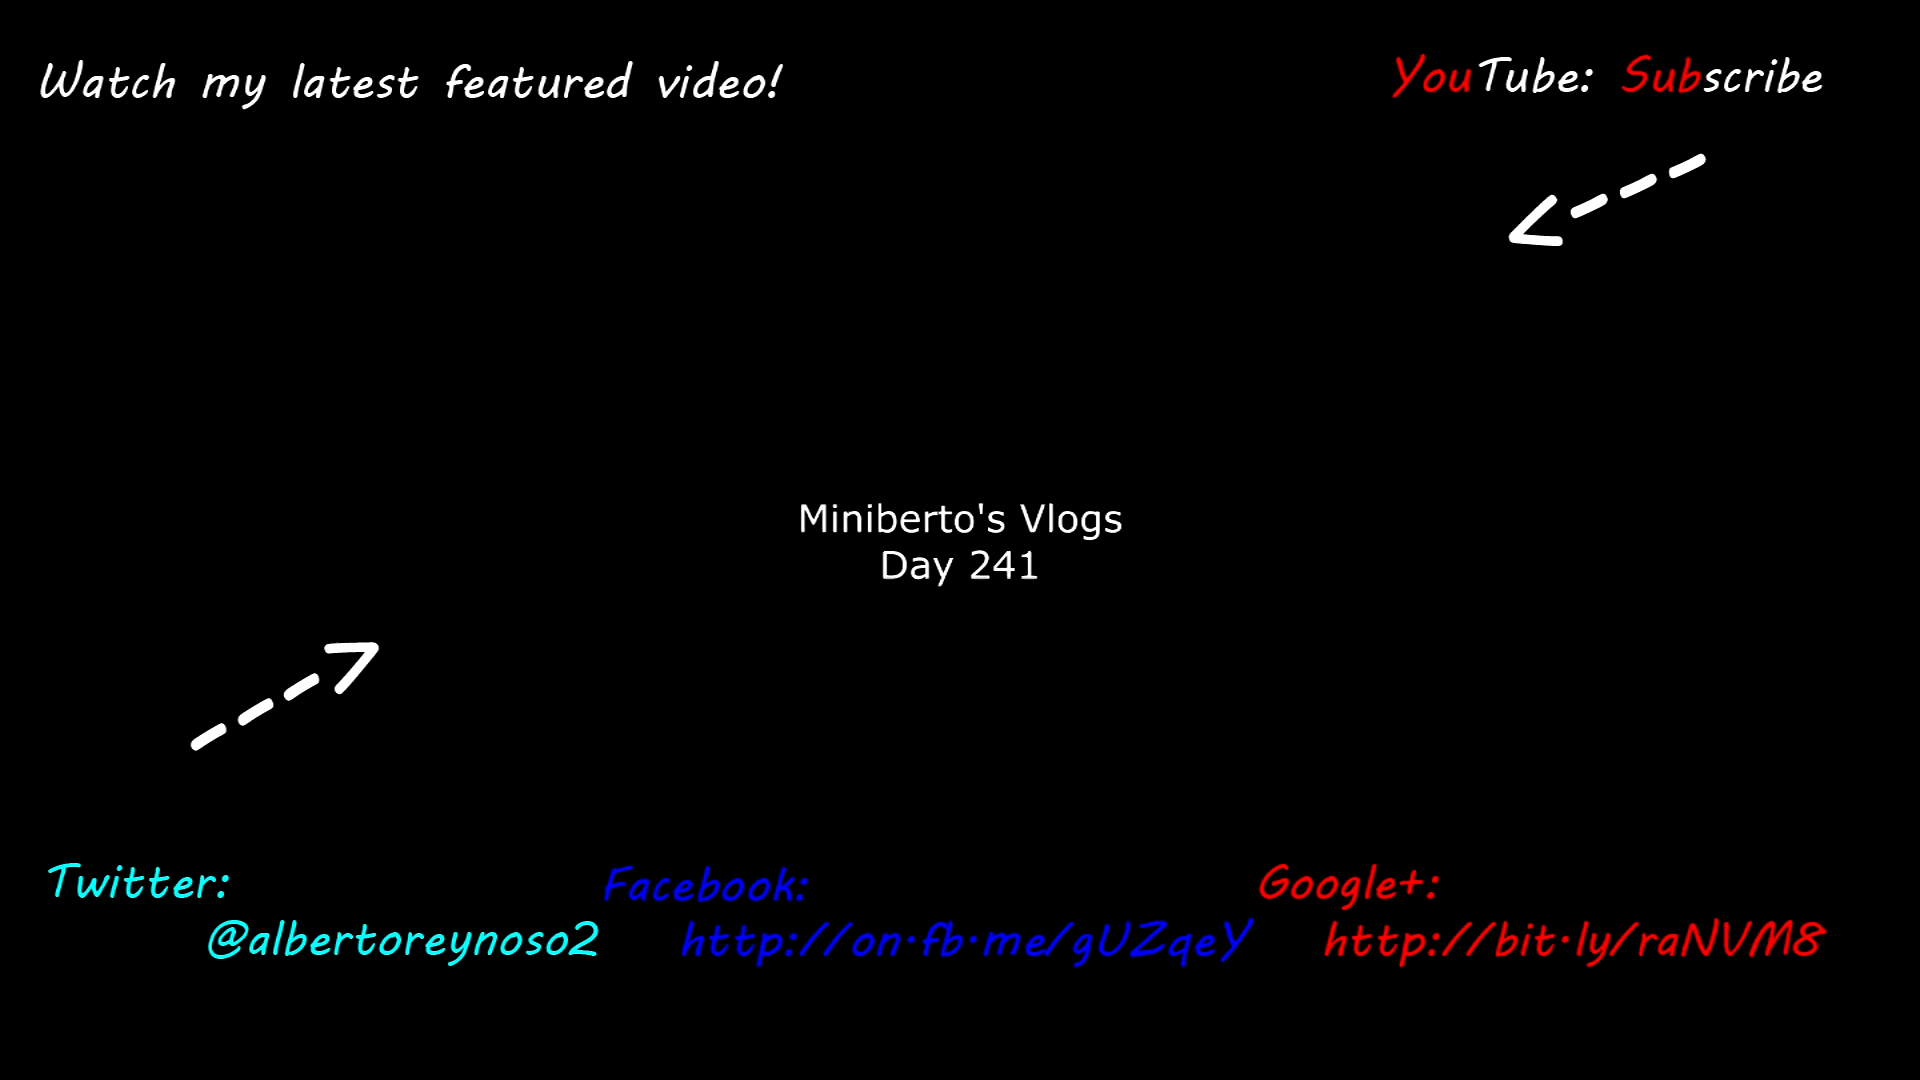 Watch my latest featured video!
YouTube: Subscribe
Miniberto's Vlogs
Day 241
Twitter:
@albertoreynoso2
Facebook:
http://on.fb.me/gUZqeY
Google+:
http://bit.ly/raNVM8